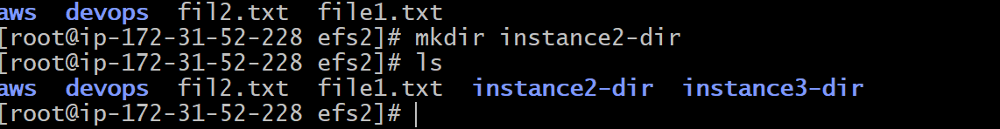 aws  devops  fil2.txt  file1.txt
[root@ip-172-31-52-228 efs2]# mkdir instance2-dir
[root@ip-172-31-52-228 efs2]# ls
aws  devops  fil2.txt  file1.txt  instance2-dir  instance3-dir
[root@ip-172-31-52-228 efs2]#